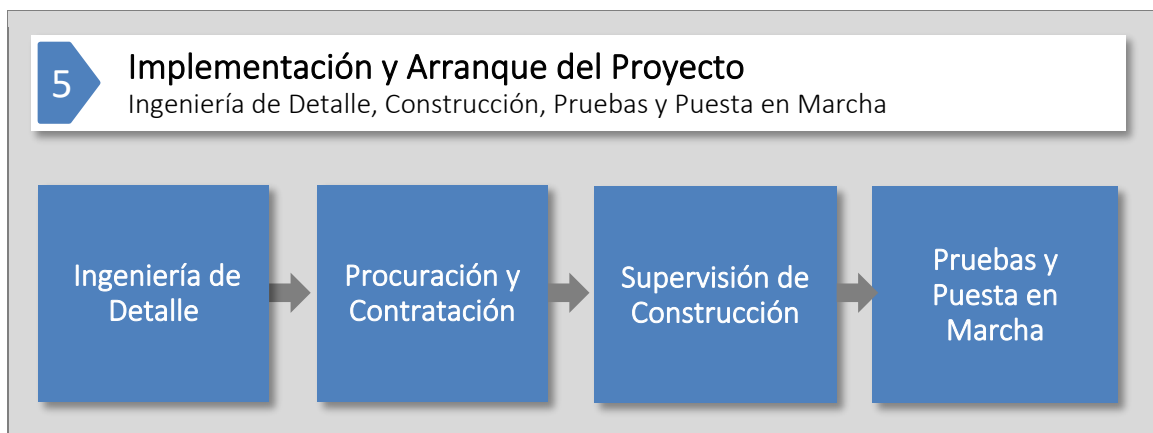 5
Implementación y Arranque del Proyecto
Ingeniería de Detalle, Construcción, Pruebas y Puesta en Marcha
Ingeniería de
Detalle
Procuración y
Contratación
Supervisión de
Construcción
Pruebas y
Puesta en
Marcha